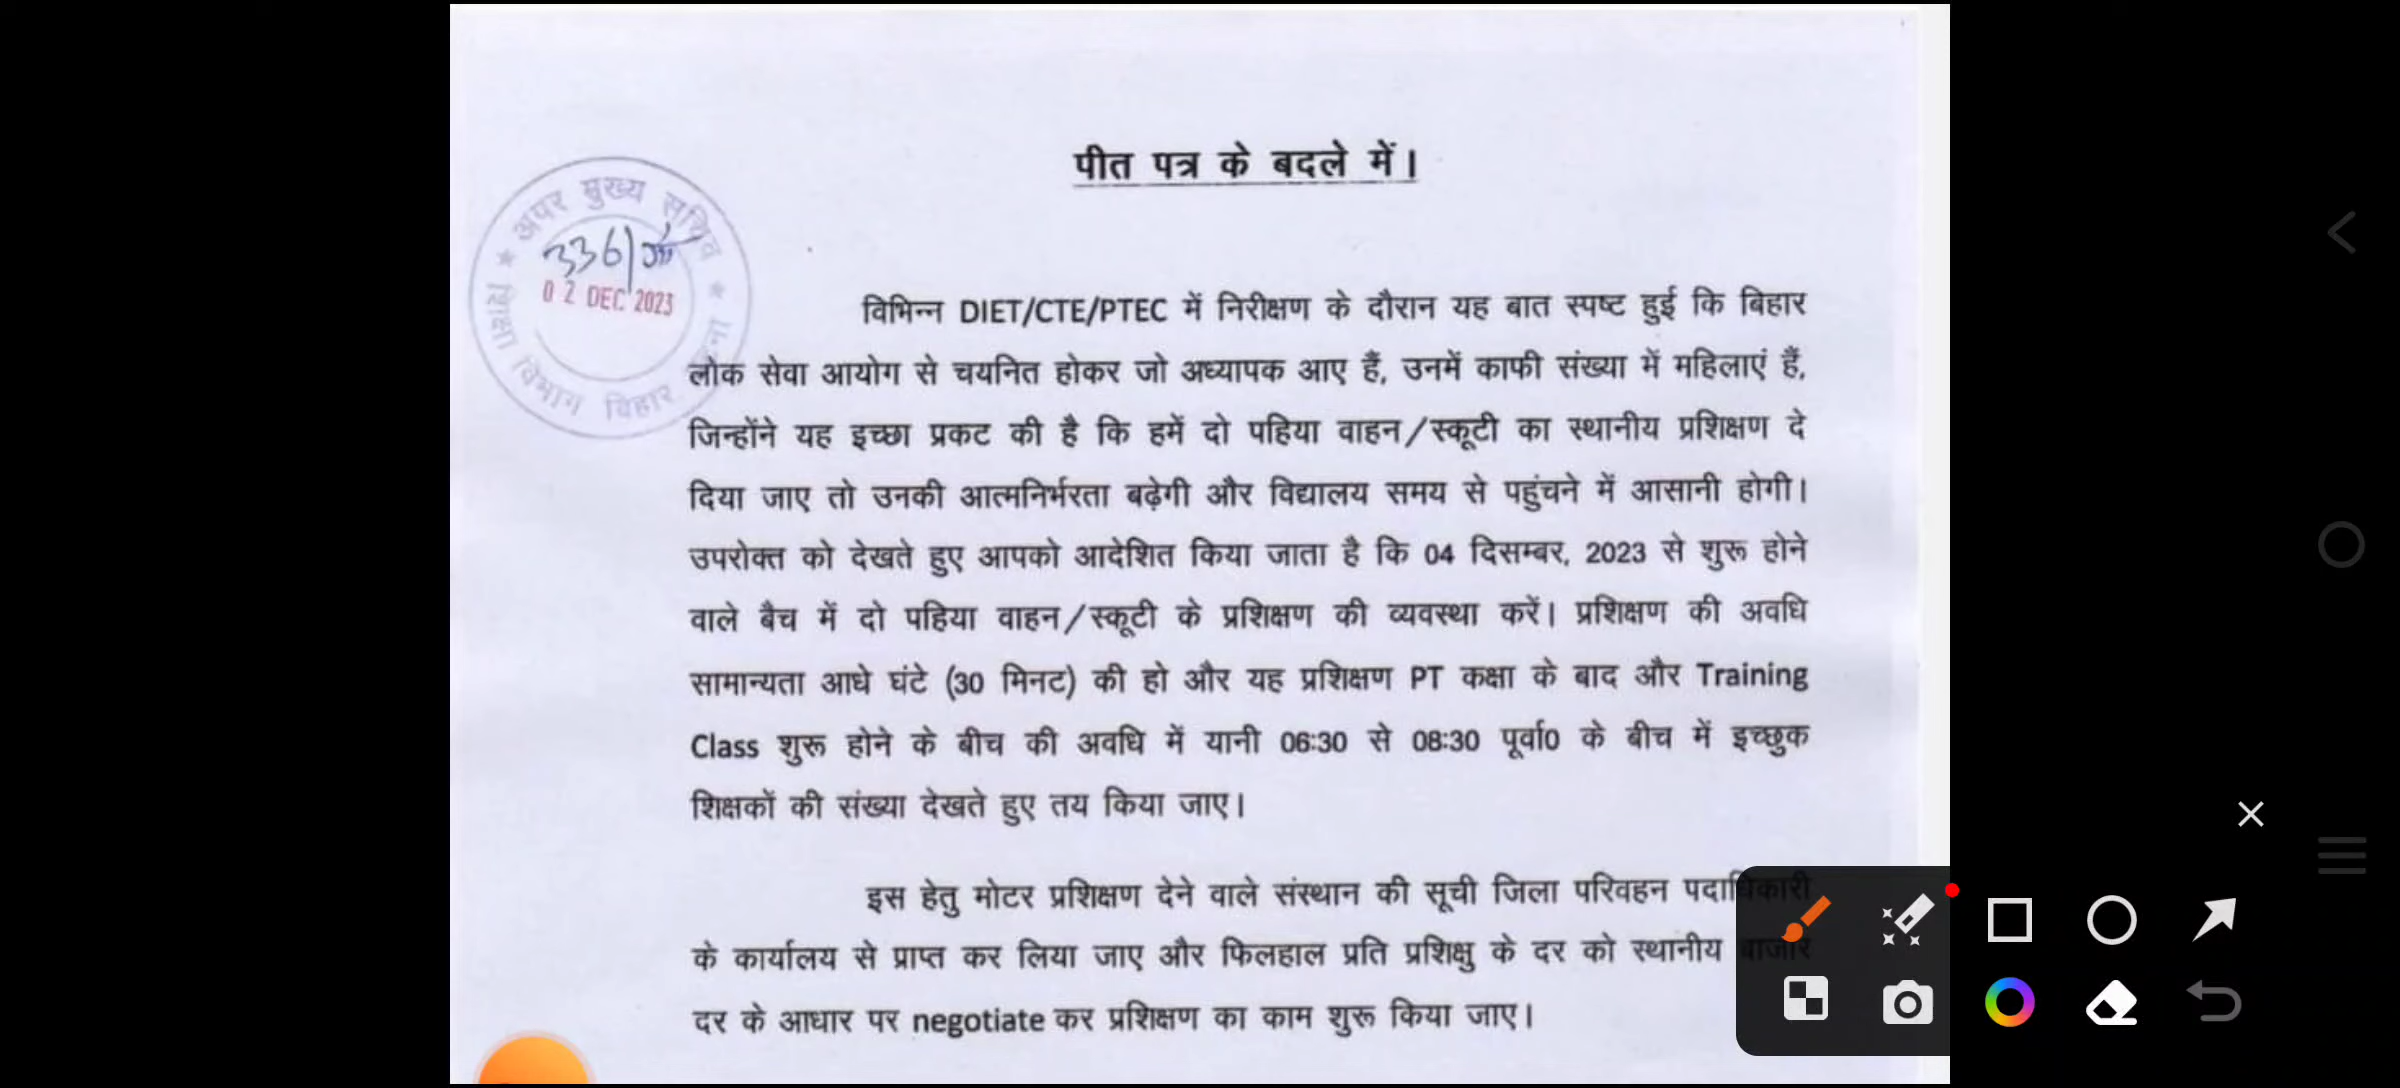 पीत पत्र के बदले में।
अपर मुख्य सचिव
शिक्षा विभाग बिहार
336/
02 DEC 2023
विभिन्न DIET/CTE/PTEC में निरीक्षण के दौरान यह बात स्पष्ट हुई कि बिहार
लोक सेवा आयोग से चयनित होकर जो अध्यापक आए हैं, उनमें काफी संख्या में महिलाएं हैं,
जिन्होंने यह इच्छा प्रकट की है कि हमें दो पहिया वाहन/स्कूटी का स्थानीय प्रशिक्षण दे
दिया जाए तो उनकी आत्मनिर्भरता बढ़ेगी और विद्यालय समय से पहुंचने में आसानी होगी।
उपरोक्त को देखते हुए आपको आदेशित किया जाता है कि 04 दिसम्बर, 2023 से शुरू होने
वाले बैच में दो पहिया वाहन/स्कूटी के प्रशिक्षण की व्यवस्था करें। प्रशिक्षण की अवधि
सामान्यता आधे घंटे (30 मिनट) की हो और यह प्रशिक्षण PT कक्षा के बाद और Training
Class शुरू होने के बीच की अवधि में यानी 06:30 से 08:30 पूर्वा0 के बीच में इच्छुक
शिक्षकों की संख्या देखते हुए तय किया जाए।
इस हेतु मोटर प्रशिक्षण देने वाले संस्थान की सूची जिला परिवहन पदाधिकारी
के कार्यालय से प्राप्त कर लिया जाए और फिलहाल प्रति प्रशिक्षु के दर को स्थानीय बाजार
दर के आधार पर negotiate कर प्रशिक्षण का काम शुरू किया जाए।